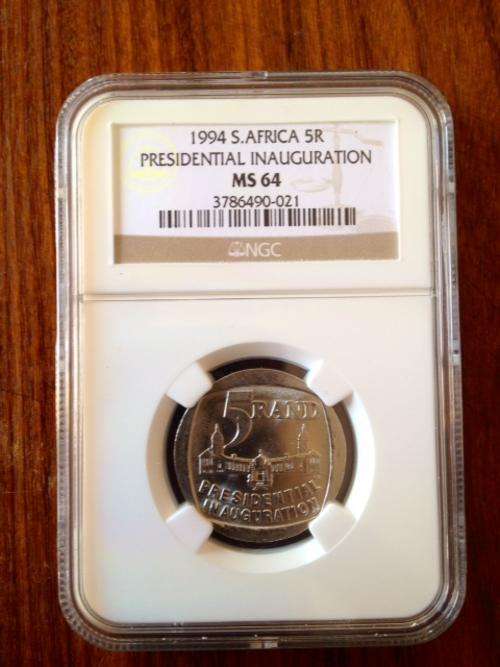 1994 S.AFRICA 5R
PRESIDENTIAL INAUGURATION
MS 64
3786490-021
NGC
5 RAND
PRESIDENTIAL
INAUGURATION